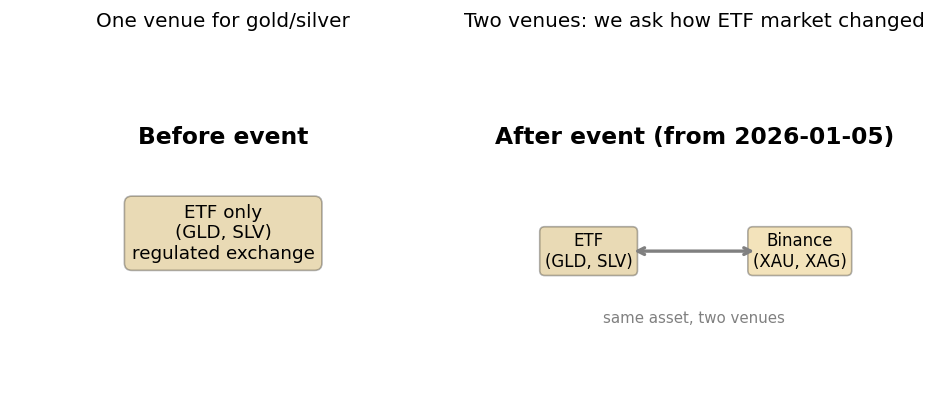 One venue for gold/silver
Two venues: we ask how ETF market changed
Before event
After event (from 2026-01-05)
ETF only
(GLD, SLV)
regulated exchange
ETF
(GLD, SLV)
Binance
(XAU, XAG)
same asset, two venues